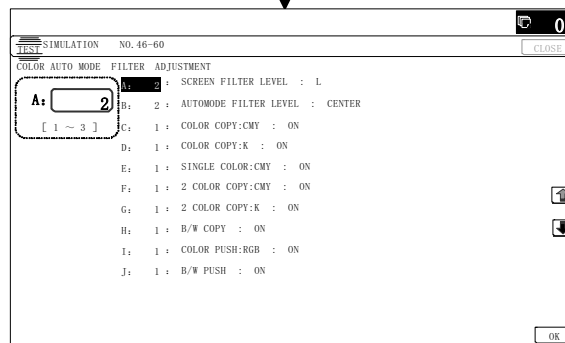 0
TEST SIMULATION NO. 46-60
CLOSE
COLOR AUTO MODE FILTER ADJUSTMENT
A: 2
[ 1 ~ 3 ]
A: 2 : SCREEN FILTER LEVEL : L
B: 2 : AUTOMODE FILTER LEVEL : CENTER
C: 1 : COLOR COPY:CMY : ON
D: 1 : COLOR COPY:K : ON
E: 1 : SINGLE COLOR:CMY : ON
F: 1 : 2 COLOR COPY:CMY : ON
G: 1 : 2 COLOR COPY:K : ON
H: 1 : B/W COPY : ON
I: 1 : COLOR PUSH:RGB : ON
J: 1 : B/W PUSH : ON
OK